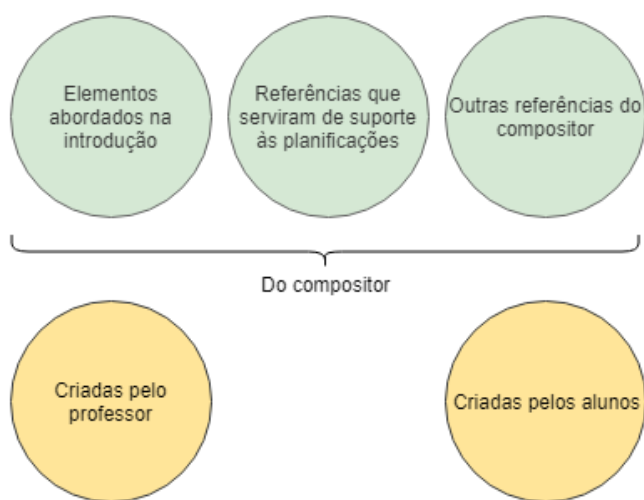 Elementos
abordados na
introdução
Referências que
serviram de suporte
às planificações
Outras referências do
compositor
Do compositor
Criadas pelo
professor
Criadas pelos alunos